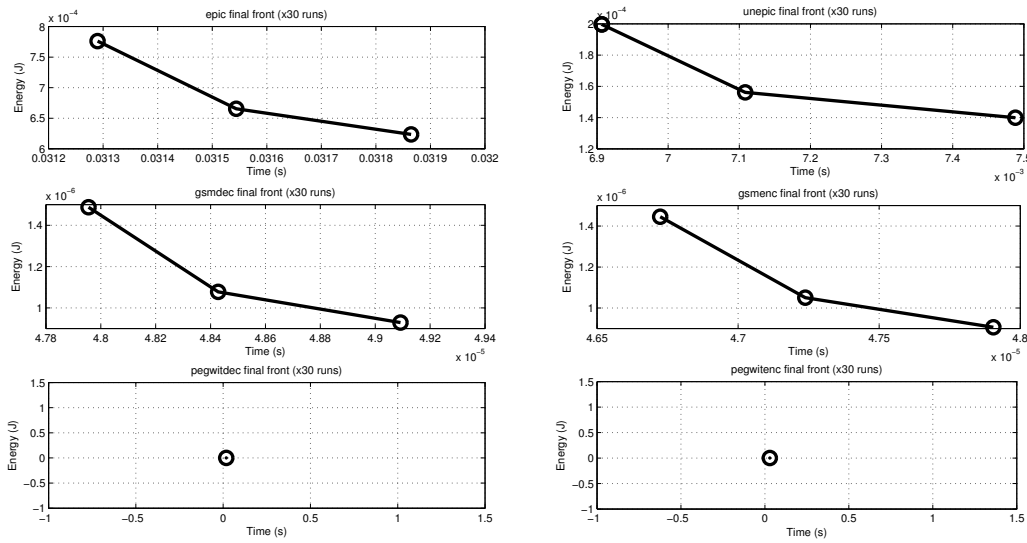 epic final front (x30 runs)
x 10⁻⁴
8
7.5
7
6.5
6
Energy (J)
0.0312 0.0313 0.0314 0.0315 0.0316 0.0317 0.0318 0.0319 0.032
Time (s)
unepic final front (x30 runs)
x 10⁻⁴
2
1.8
1.6
1.4
1.2
Energy (J)
6.9 7 7.1 7.2 7.3 7.4 7.5
Time (s)
x 10⁻³
gsmdec final front (x30 runs)
x 10⁻⁶
1.4
1.2
1
Energy (J)
4.78 4.8 4.82 4.84 4.86 4.88 4.9 4.92 4.94
Time (s)
x 10⁻⁵
gsmenc final front (x30 runs)
x 10⁻⁶
1.4
1.2
1
Energy (J)
4.65 4.7 4.75 4.8
Time (s)
x 10⁻⁵
pegwitdec final front (x30 runs)
1.5
1
0.5
0
−0.5
−1
Energy (J)
−1 −0.5 0 0.5 1 1.5
Time (s)
pegwitenc final front (x30 runs)
1.5
1
0.5
0
−0.5
−1
Energy (J)
−1 −0.5 0 0.5 1 1.5
Time (s)